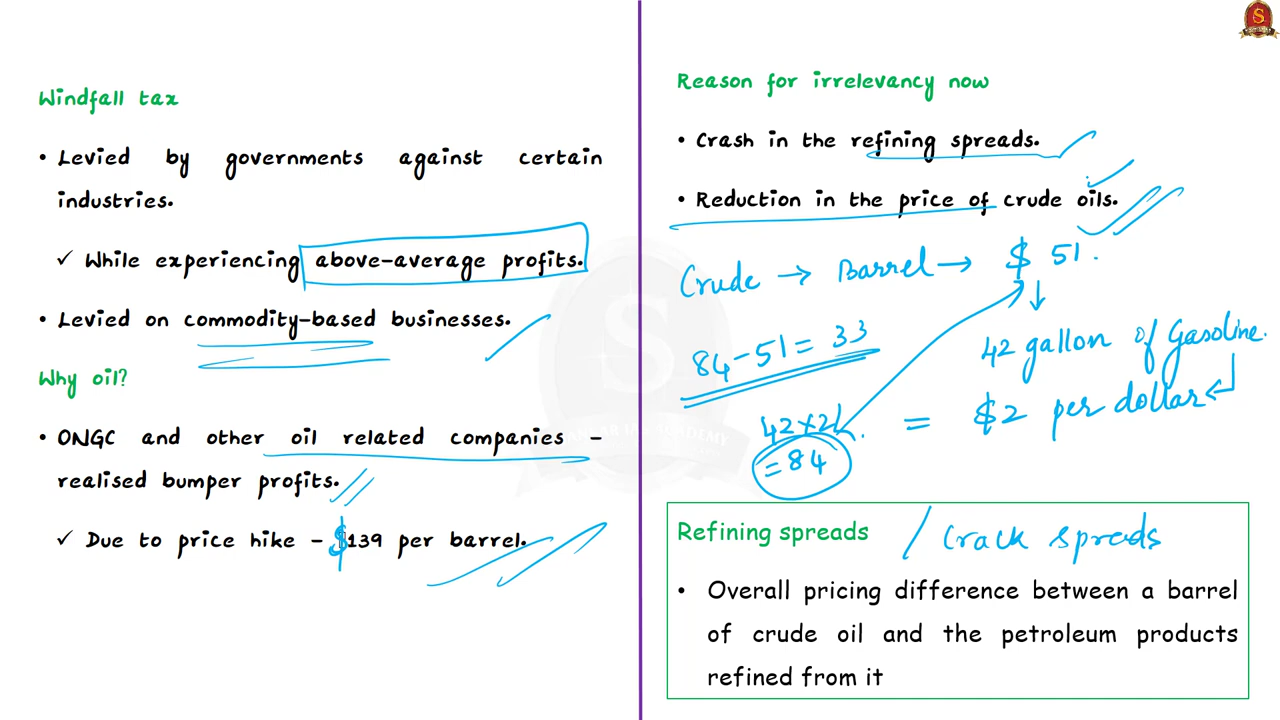 Windfall tax
• Levied by governments against certain
industries.
✓ While experiencing above-average profits.
• Levied on commodity-based businesses.
Why oil?
• ONGC and other oil related companies –
realised bumper profits.
✓ Due to price hike – $139 per barrel.
Reason for irrelevancy now
• Crash in the refining spreads.
• Reduction in the price of crude oils.
Crude → Barrel → $ 51.
84 - 51 = 33
42 gallon of Gasoline.
42 x 2 = $2 per dollar
= 84
Refining spreads / Crack spreads
• Overall pricing difference between a barrel
of crude oil and the petroleum products
refined from it